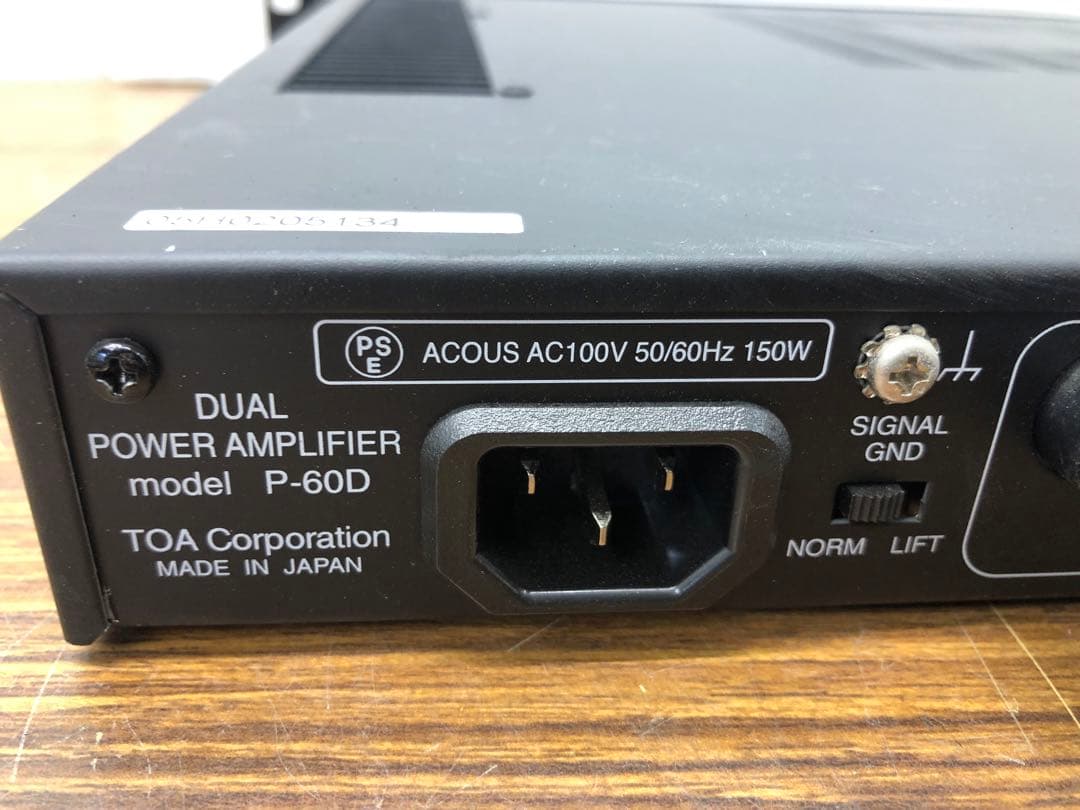 05H0205134
PS
E
ACOUS AC100V 50/60Hz 150W
DUAL
POWER AMPLIFIER
model P-60D
TOA Corporation
MADE IN JAPAN
SIGNAL
GND
NORM LIFT